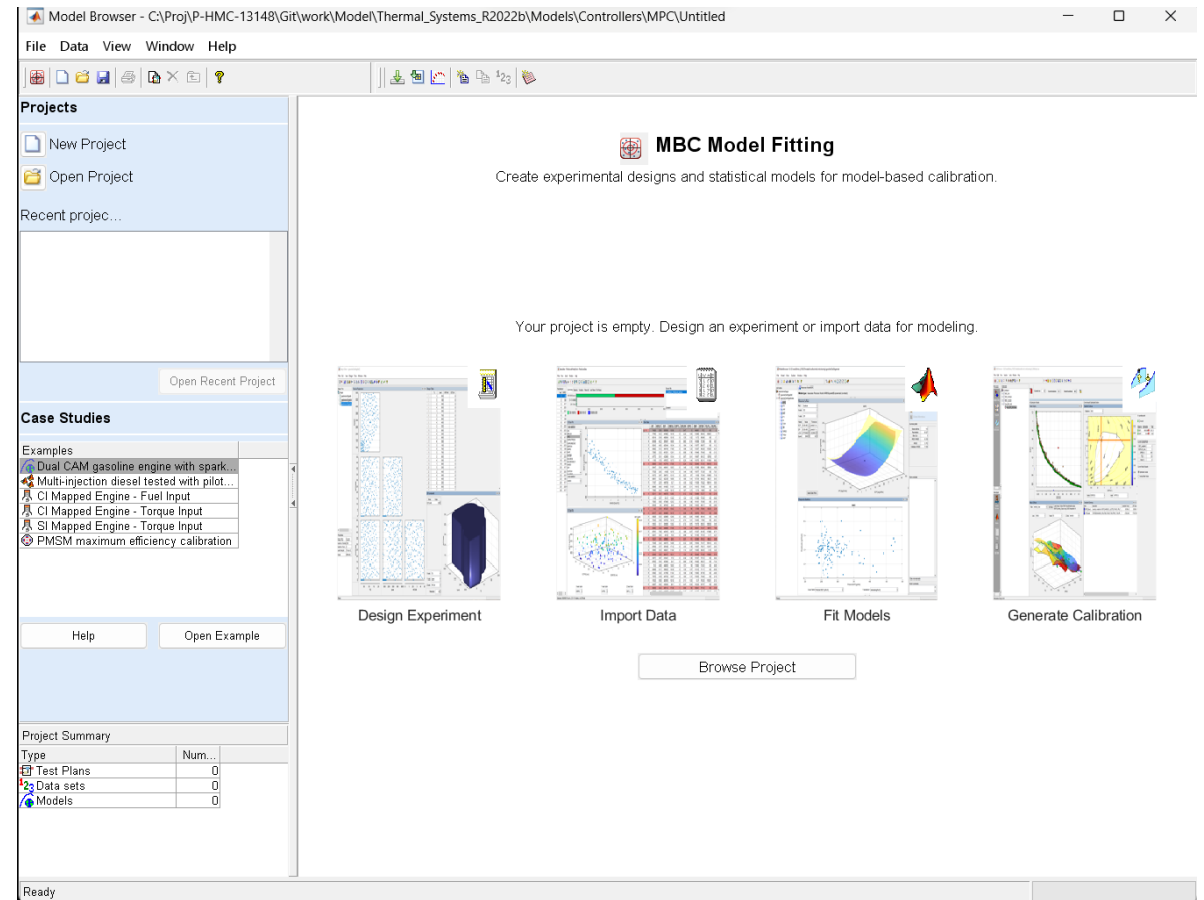 Model Browser - C:\Proj\P-HMC-13148\Git\work\Model\Thermal_Systems_R2022b\Models\Controllers\MPC\Untitled
File Data View Window Help
Projects
New Project
Open Project
Recent projec...
Open Recent Project
Case Studies
Examples
Dual CAM gasoline engine with spark...
Multi-injection diesel tested with pilot...
CI Mapped Engine - Fuel Input
CI Mapped Engine - Torque Input
SI Mapped Engine - Torque Input
PMSM maximum efficiency calibration
Help
Open Example
Project Summary
Type Num...
Test Plans 0
Data sets 0
Models 0
MBC Model Fitting
Create experimental designs and statistical models for model-based calibration.
Your project is empty. Design an experiment or import data for modeling.
Design Experiment
Import Data
Fit Models
Generate Calibration
Browse Project
Ready